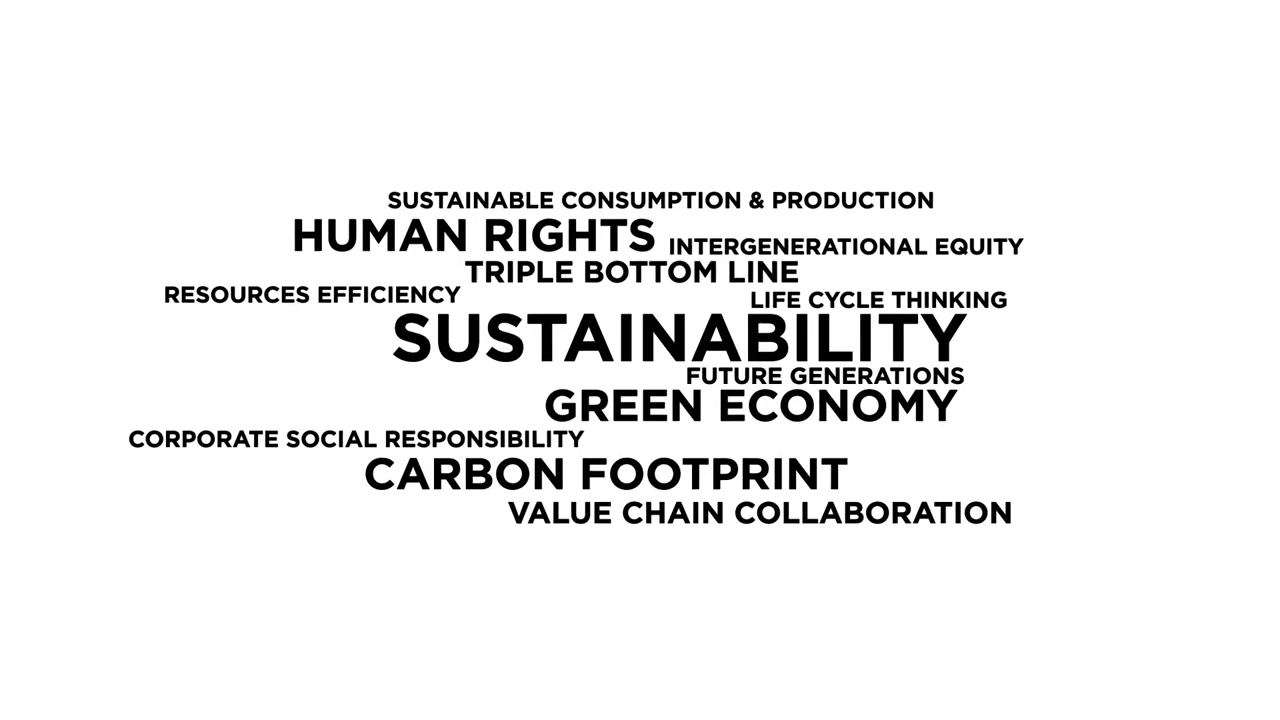 SUSTAINABLE CONSUMPTION & PRODUCTION
HUMAN RIGHTS
INTERGENERATIONAL EQUITY
TRIPLE BOTTOM LINE
RESOURCES EFFICIENCY
LIFE CYCLE THINKING
SUSTAINABILITY
FUTURE GENERATIONS
GREEN ECONOMY
CORPORATE SOCIAL RESPONSIBILITY
CARBON FOOTPRINT
VALUE CHAIN COLLABORATION